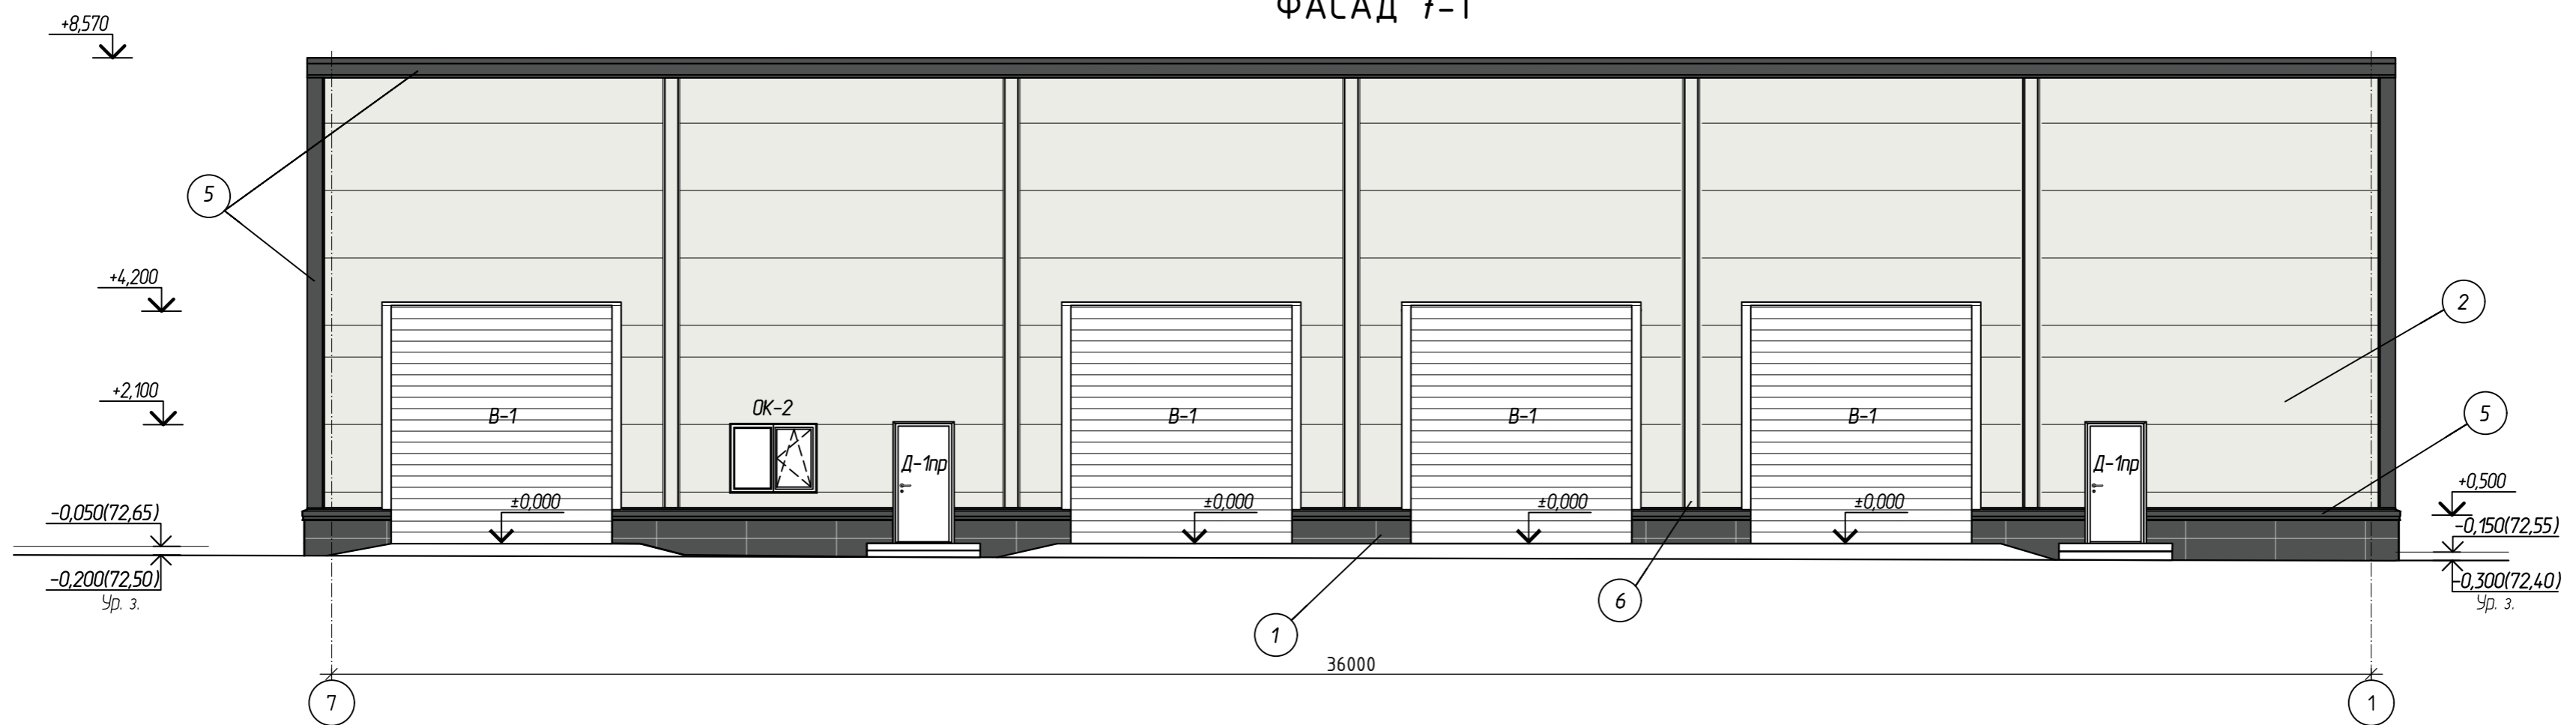 ФАСАД 7-1
+8,570
5
+4,200
2
+2,100
ОК-2
В-1
В-1
В-1
В-1
5
Д-1пр
Д-1пр
+0,500
±0,000
±0,000
±0,000
±0,000
-0,050(72,65)
-0,150(72,55)
-0,200(72,50)
Ур. з.
-0,300(72,40)
Ур. з.
6
1
36000
7
1